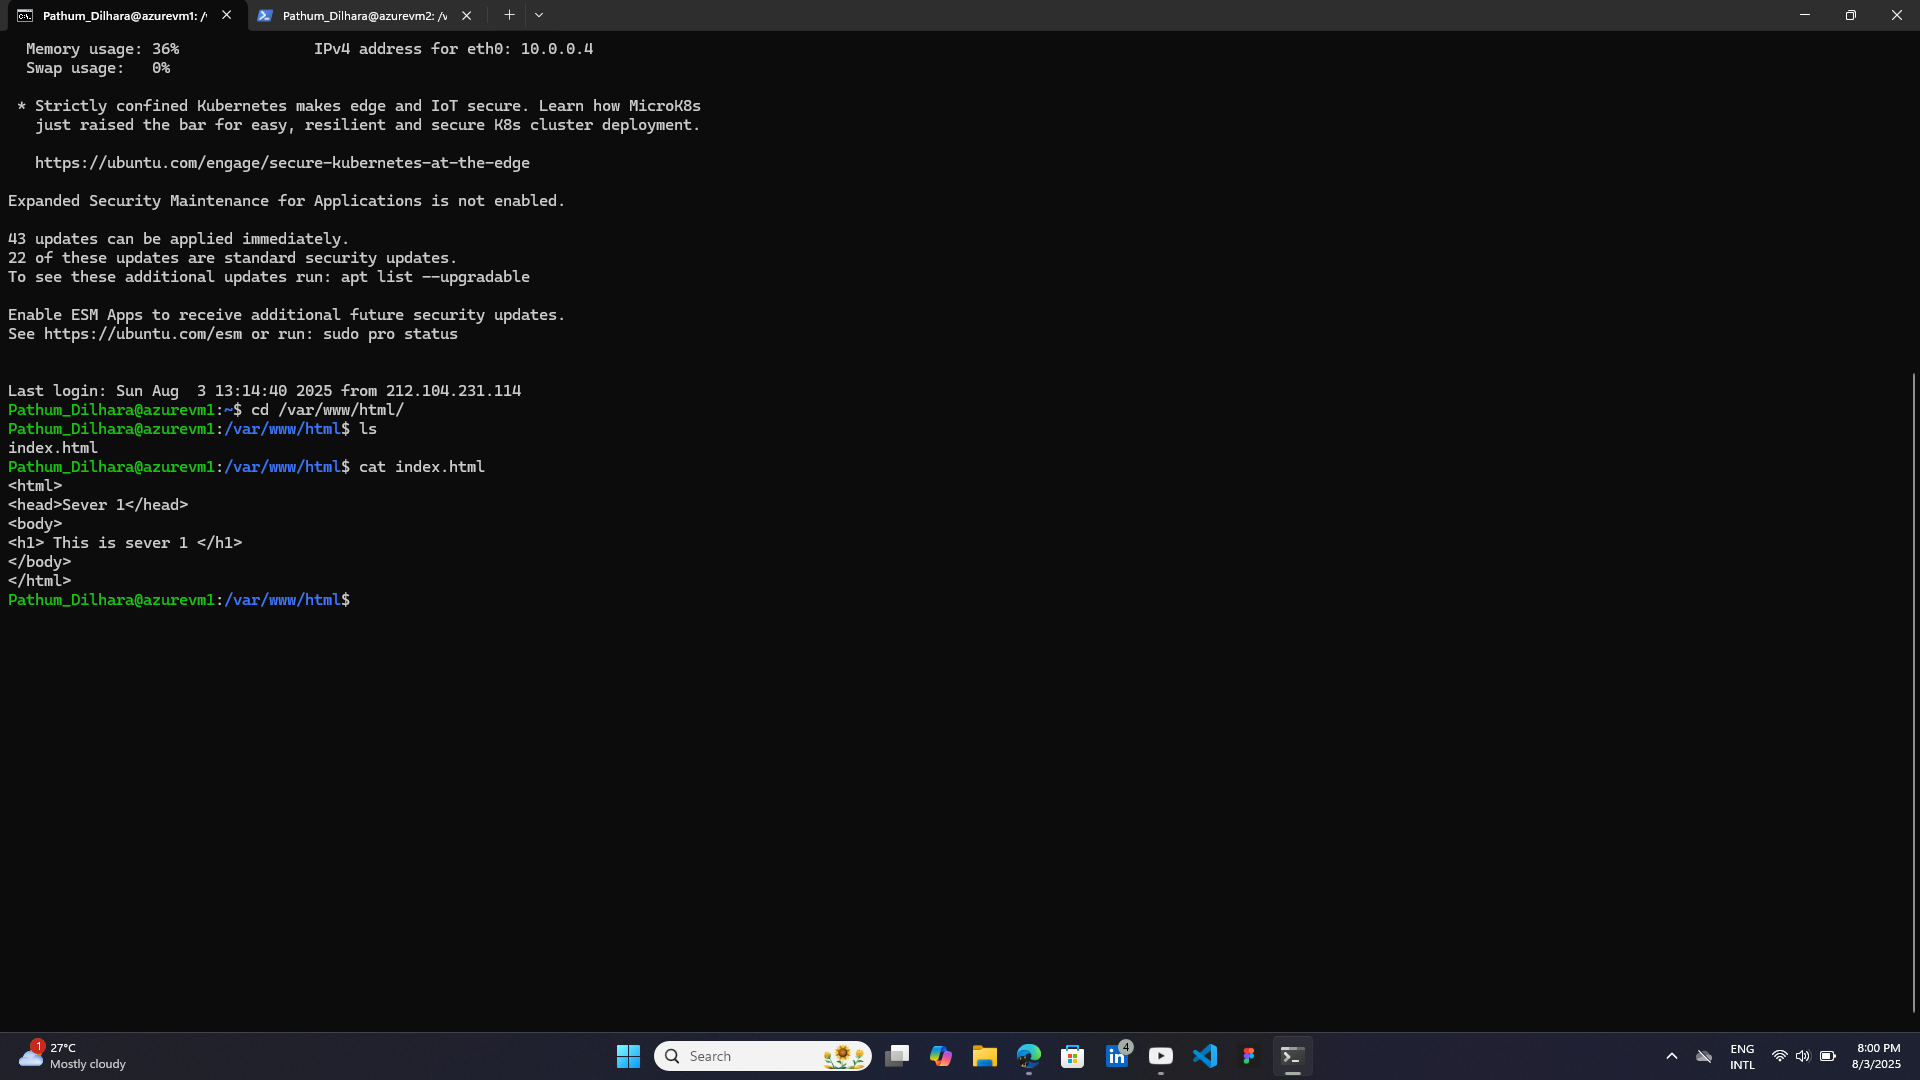 Pathum_Dilhara@azurevm1: /
Pathum_Dilhara@azurevm2: /v
Memory usage: 36% IPv4 address for eth0: 10.0.0.4
Swap usage: 0%
* Strictly confined Kubernetes makes edge and IoT secure. Learn how MicroK8s
just raised the bar for easy, resilient and secure K8s cluster deployment.
https://ubuntu.com/engage/secure-kubernetes-at-the-edge
Expanded Security Maintenance for Applications is not enabled.
43 updates can be applied immediately.
22 of these updates are standard security updates.
To see these additional updates run: apt list --upgradable
Enable ESM Apps to receive additional future security updates.
See https://ubuntu.com/esm or run: sudo pro status
Last login: Sun Aug  3 13:14:40 2025 from 212.104.231.114
Pathum_Dilhara@azurevm1:~$ cd /var/www/html/
Pathum_Dilhara@azurevm1:/var/www/html$ ls
index.html
Pathum_Dilhara@azurevm1:/var/www/html$ cat index.html
<html>
<head>Sever 1</head>
<body>
<h1> This is sever 1 </h1>
</body>
</html>
Pathum_Dilhara@azurevm1:/var/www/html$
1
27°C
Mostly cloudy
Search
in
4
ENG
INTL
8:00 PM
8/3/2025